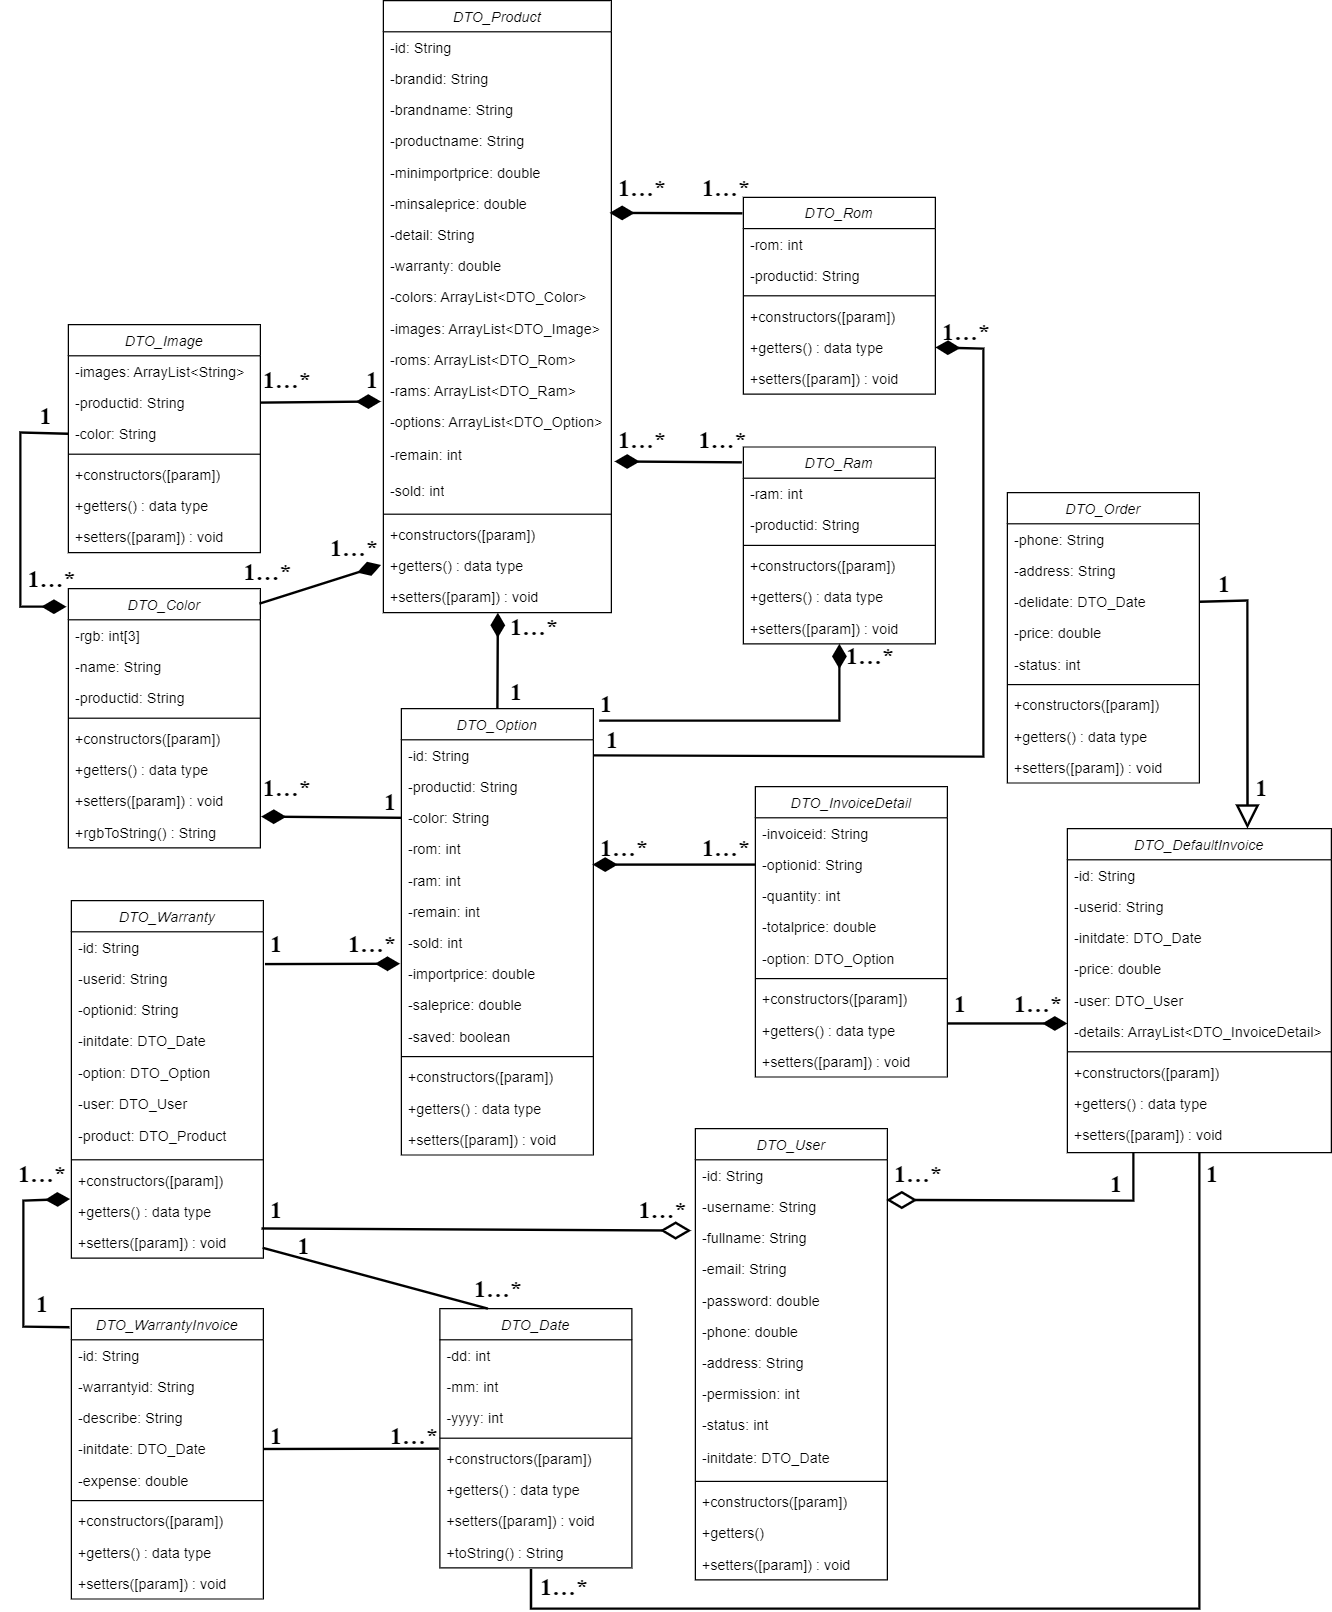 DTO_Product
-id: String
-brandid: String
-brandname: String
-productname: String
-minimportprice: double
-minsaleprice: double
-detail: String
-warranty: double
-colors: ArrayList<DTO_Color>
-images: ArrayList<DTO_Image>
-roms: ArrayList<DTO_Rom>
-rams: ArrayList<DTO_Ram>
-options: ArrayList<DTO_Option>
-remain: int
-sold: int
+constructors([param])
+getters() : data type
+setters([param]) : void
1...*
1...*
DTO_Rom
-rom: int
-productid: String
+constructors([param])
+getters() : data type
+setters([param]) : void
1...*
DTO_Image
-images: ArrayList<String>
-productid: String
-color: String
+constructors([param])
+getters() : data type
+setters([param]) : void
1...*
1
1
1...*
1...*
1...*
DTO_Ram
-ram: int
-productid: String
+constructors([param])
+getters() : data type
+setters([param]) : void
1...*
1...*
1...*
DTO_Color
-rgb: int[3]
-name: String
-productid: String
+constructors([param])
+getters() : data type
+setters([param]) : void
+rgbToString() : String
DTO_Order
-phone: String
-address: String
-delidate: DTO_Date
-price: double
-status: int
+constructors([param])
+getters() : data type
+setters([param]) : void
1
1
1...*
1
1
1
1...*
1
DTO_Option
-id: String
-productid: String
-color: String
-rom: int
-ram: int
-remain: int
-sold: int
-importprice: double
-saleprice: double
-saved: boolean
+constructors([param])
+getters() : data type
+setters([param]) : void
1...*
1...*
DTO_InvoiceDetail
-invoiceid: String
-optionid: String
-quantity: int
-totalprice: double
-option: DTO_Option
+constructors([param])
+getters() : data type
+setters([param]) : void
1
1...*
DTO_DefaultInvoice
-id: String
-userid: String
-initdate: DTO_Date
-price: double
-user: DTO_User
-details: ArrayList<DTO_InvoiceDetail>
+constructors([param])
+getters() : data type
+setters([param]) : void
DTO_Warranty
-id: String
-userid: String
-optionid: String
-initdate: DTO_Date
-option: DTO_Option
-user: DTO_User
-product: DTO_Product
+constructors([param])
+getters() : data type
+setters([param]) : void
1
1...*
1...*
1
1
1...*
1
1...*
DTO_User
-id: String
-username: String
-fullname: String
-email: String
-password: double
-phone: double
-address: String
-permission: int
-status: int
-initdate: DTO_Date
+constructors([param])
+getters()
+setters([param]) : void
1...*
1
1
DTO_WarrantyInvoice
-id: String
-warrantyid: String
-describe: String
-initdate: DTO_Date
-expense: double
+constructors([param])
+getters() : data type
+setters([param]) : void
1
1...*
DTO_Date
-dd: int
-mm: int
-yyyy: int
+constructors([param])
+getters() : data type
+setters([param]) : void
+toString() : String
1...*